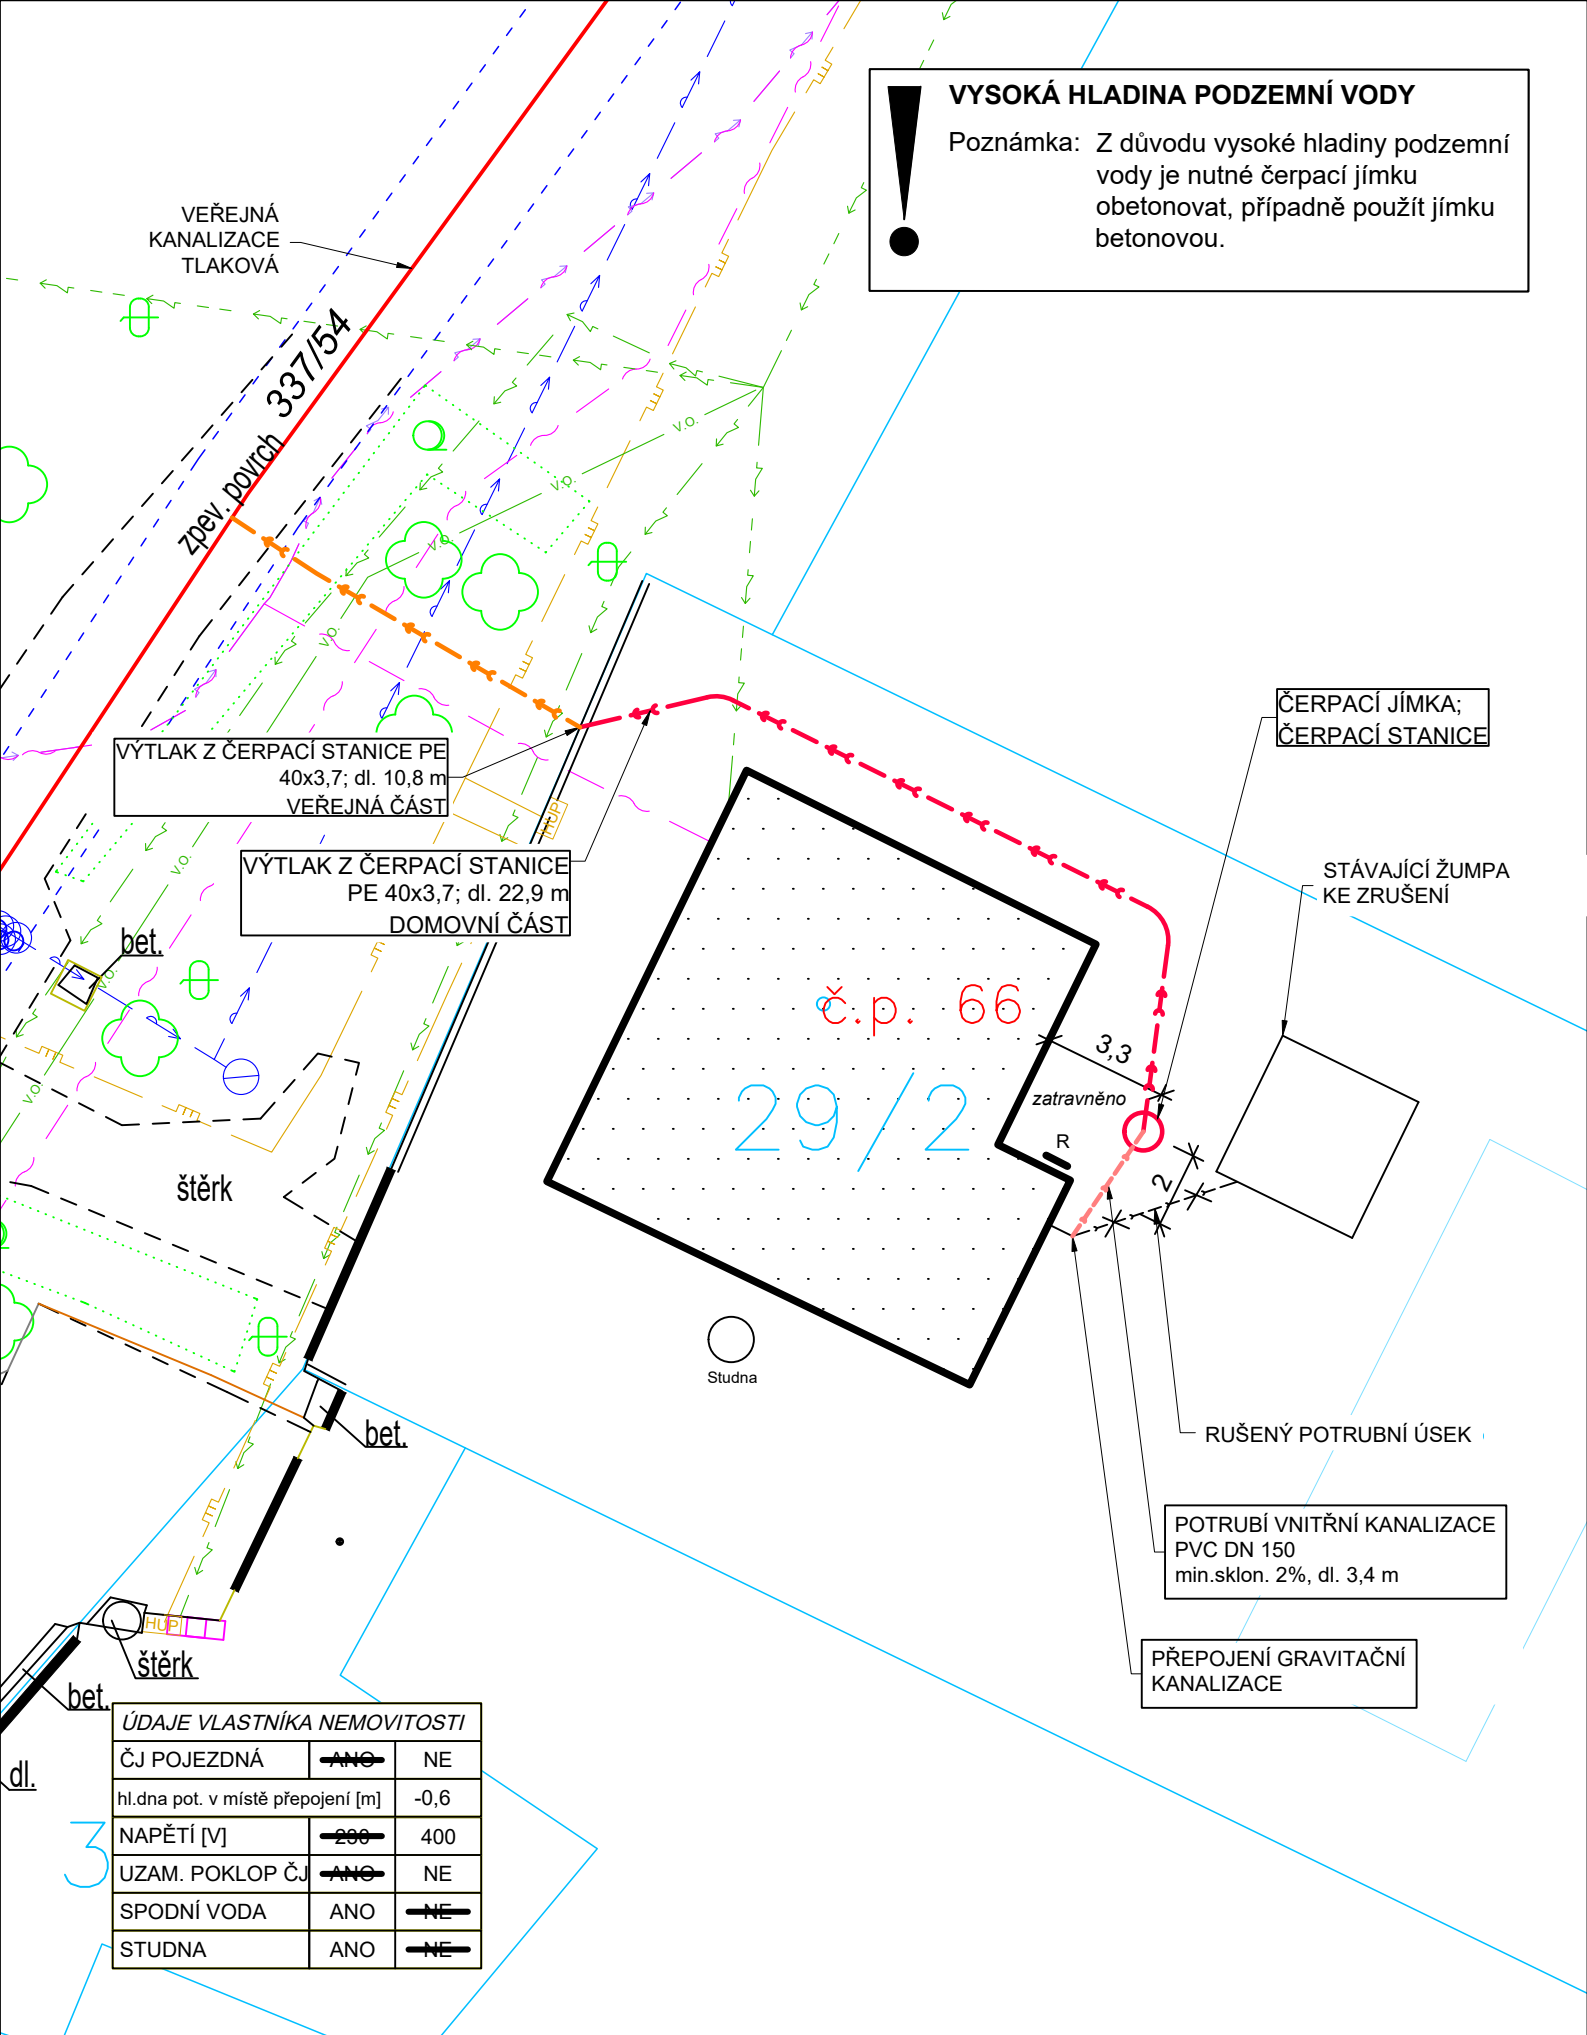 VYSOKÁ HLADINA PODZEMNÍ VODY
Poznámka: Z důvodu vysoké hladiny podzemní
vody je nutné čerpací jímku
obetonovat, případně použít jímku
betonovou.
VEŘEJNÁ
KANALIZACE
TLAKOVÁ
337/54
zpev. povrch
v.o.
v.o.
v.o.
v.o.
ČERPACÍ JÍMKA;
ČERPACÍ STANICE
VÝTLAK Z ČERPACÍ STANICE PE
40x3,7; dl. 10,8 m
VEŘEJNÁ ČÁST
HUP
VÝTLAK Z ČERPACÍ STANICE
PE 40x3,7; dl. 22,9 m
DOMOVNÍ ČÁST
STÁVAJÍCÍ ŽUMPA
KE ZRUŠENÍ
v.o.
bet.
v.o.
č.p. 66
3,3
v.o.
zatravněno
29/2
R
2
štěrk
Studna
bet.
RUŠENÝ POTRUBNÍ ÚSEK
POTRUBÍ VNITŘNÍ KANALIZACE
PVC DN 150
min.sklon. 2%, dl. 3,4 m
HUP
štěrk
PŘEPOJENÍ GRAVITAČNÍ
KANALIZACE
bet.
dl.
3
ÚDAJE VLASTNÍKA NEMOVITOSTI
ČJ POJEZDNÁ ANO NE
hl.dna pot. v místě přepojení [m] -0,6
NAPĚTÍ [V] 230 400
UZAM. POKLOP ČJ ANO NE
SPODNÍ VODA ANO NE
STUDNA ANO NE